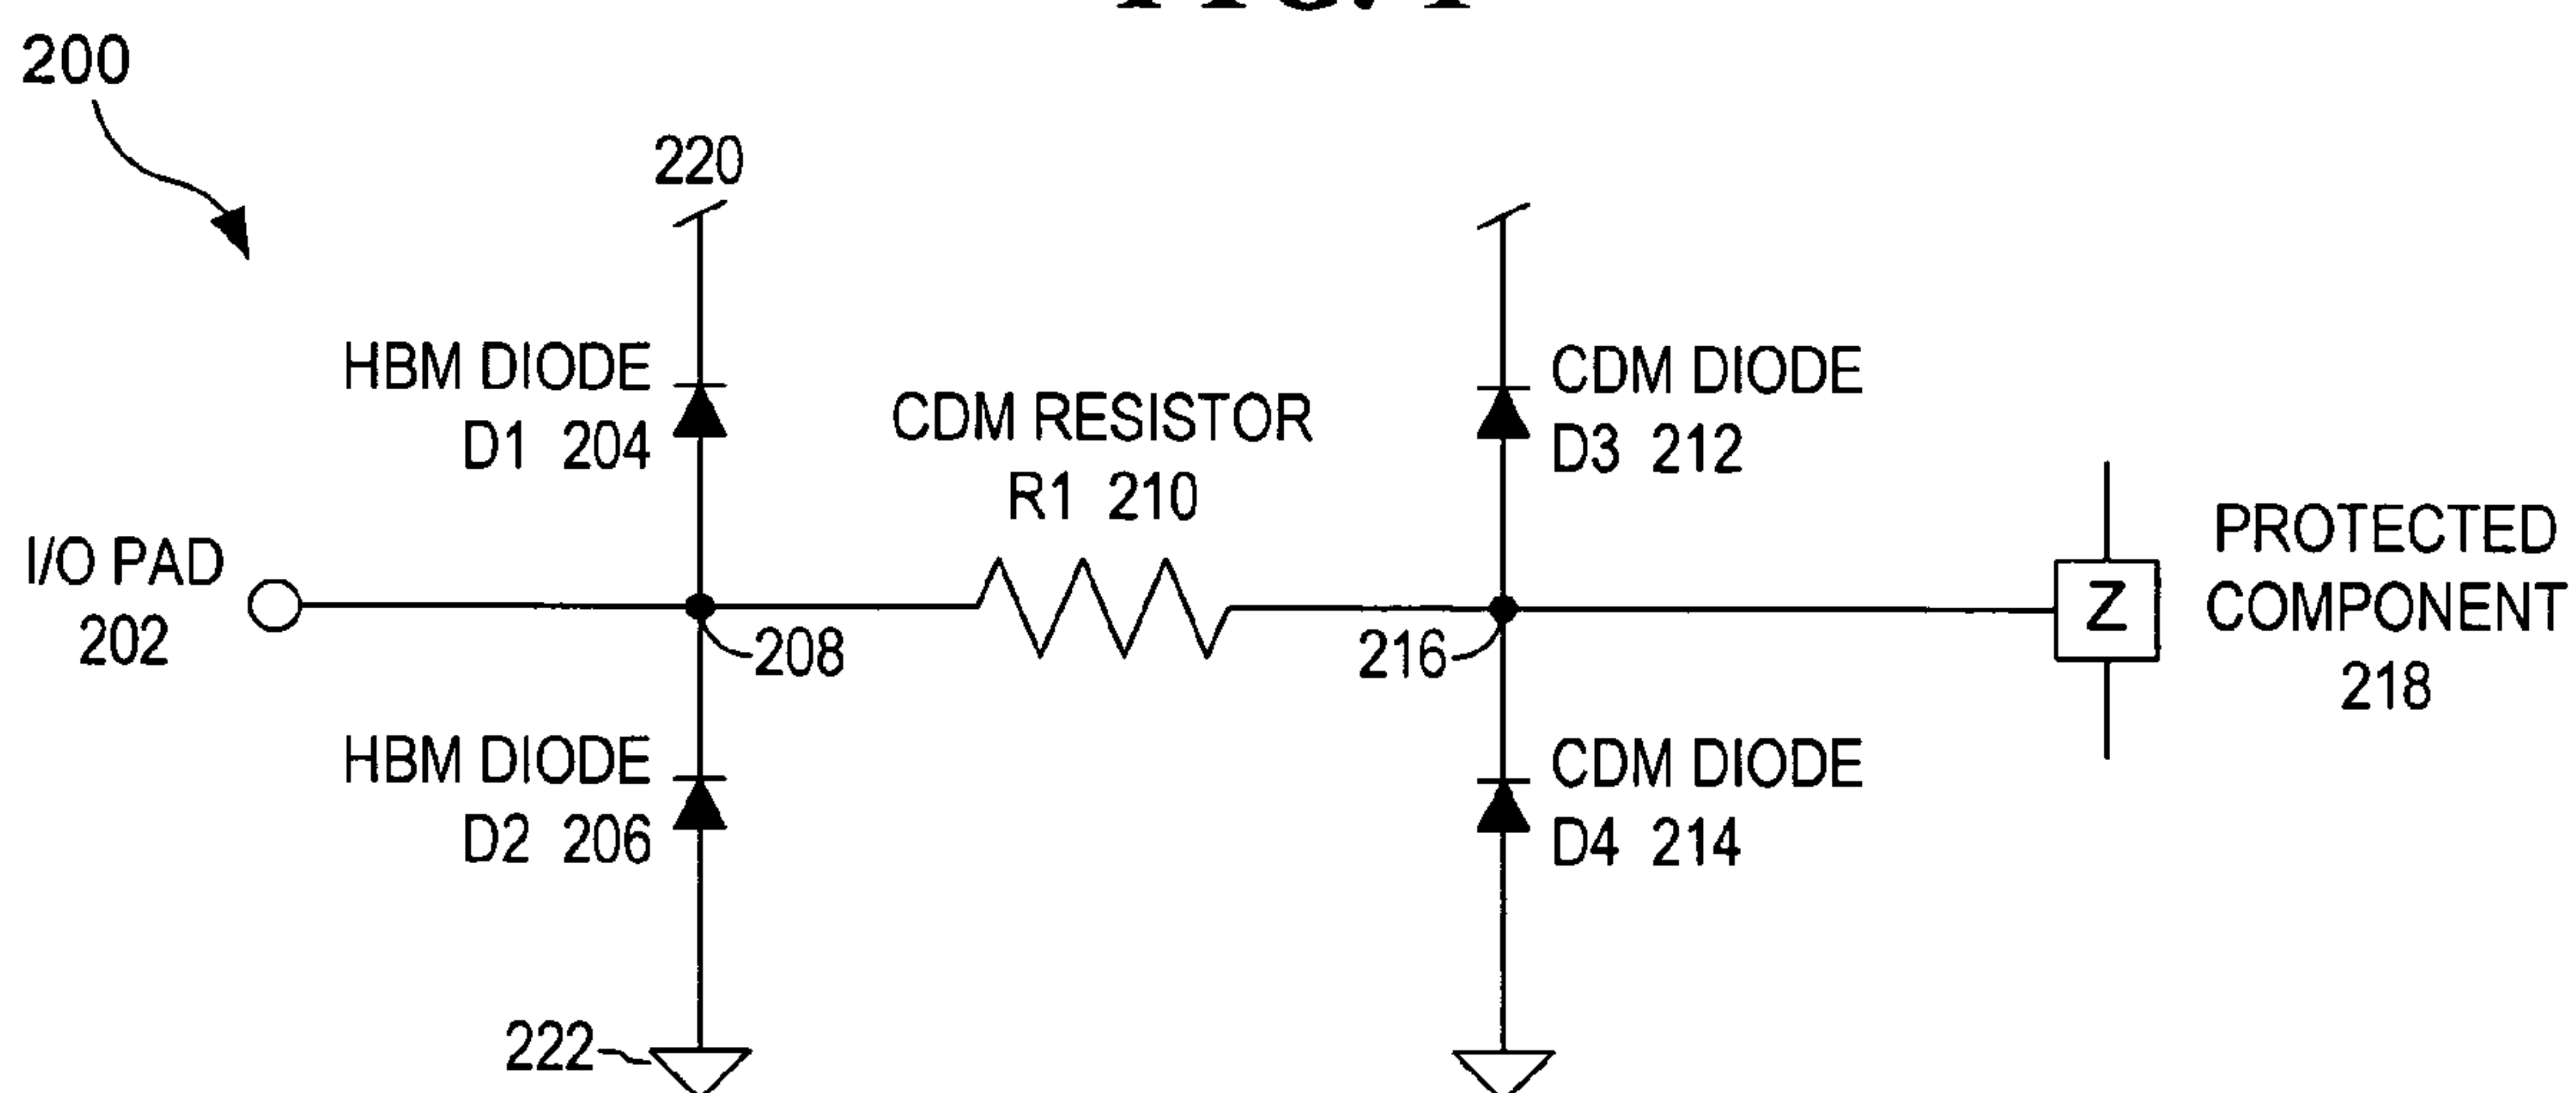 200
220
HBM DIODE
D1 204
CDM RESISTOR
R1 210
CDM DIODE
D3 212
I/O PAD
202
208
216
Z
PROTECTED
COMPONENT
218
HBM DIODE
D2 206
CDM DIODE
D4 214
222